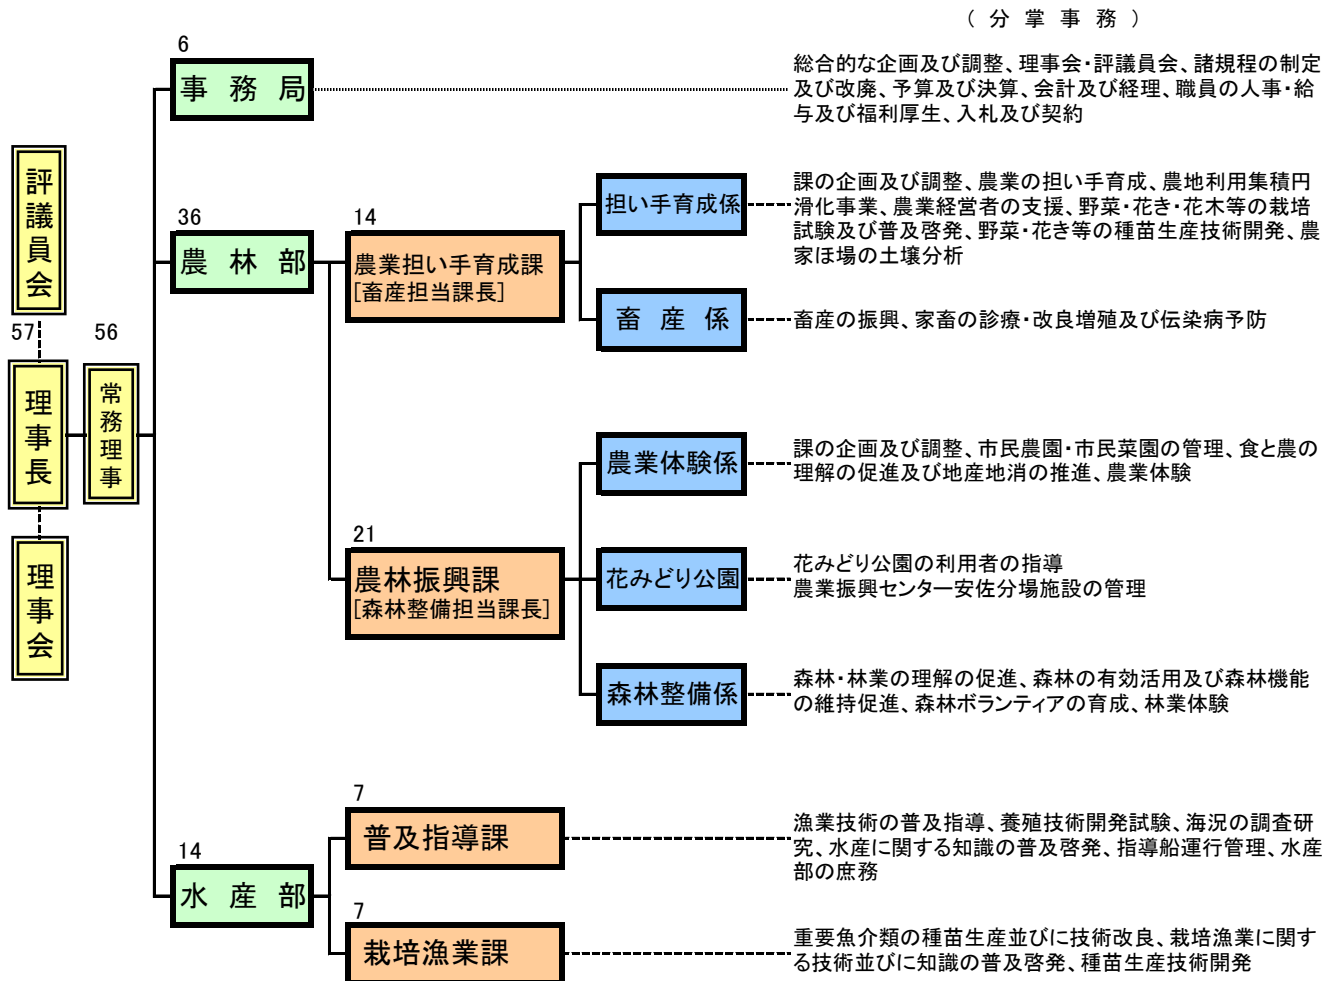 (分掌事務)
6
事務局
総合的な企画及び調整、理事会・評議員会、諸規程の制定
及び改廃、予算及び決算、会計及び経理、職員の人事・給
与及び福利厚生、入札及び契約
評議員会
57
理事長
理事会
56
常務理事
36
農林部
14
農業担い手育成課
[畜産担当課長]
担い手育成係
課の企画及び調整、農業の担い手育成、農地利用集積円
滑化事業、農業経営者の支援、野菜・花き・花木等の栽培
試験及び普及啓発、野菜・花き等の種苗生産技術開発、農
家ほ場の土壌分析
畜産係
畜産の振興、家畜の診療・改良増殖及び伝染病予防
21
農林振興課
[森林整備担当課長]
農業体験係
課の企画及び調整、市民農園・市民菜園の管理、食と農の
理解の促進及び地産地消の推進、農業体験
花みどり公園
花みどり公園の利用者の指導
農業振興センター安佐分場施設の管理
森林整備係
森林・林業の理解の促進、森林の有効活用及び森林機能
の維持促進、森林ボランティアの育成、林業体験
14
水産部
7
普及指導課
漁業技術の普及指導、養殖技術開発試験、海況の調査研
究、水産に関する知識の普及啓発、指導船運行管理、水産
部の庶務
7
栽培漁業課
重要魚介類の種苗生産並びに技術改良、栽培漁業に関す
る技術並びに知識の普及啓発、種苗生産技術開発